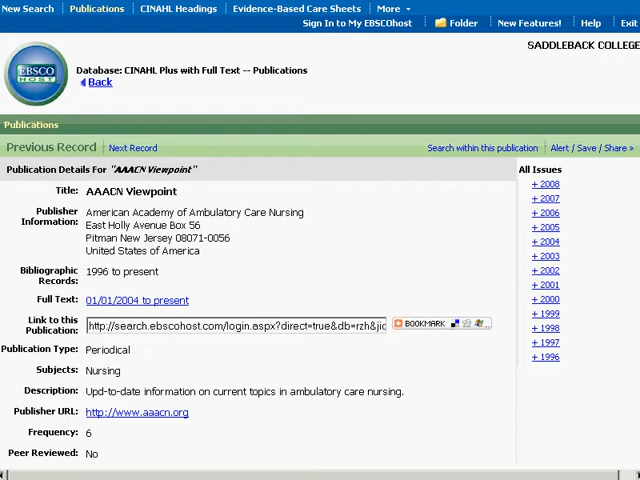 New Search Publications CINAHL Headings Evidence-Based Care Sheets More
Sign In to My EBSCOhost Folder New Features! Help Exit
SADDLEBACK COLLEGE
EBSCO
HOST
Database: CINAHL Plus with Full Text -- Publications
Back
Publications
Previous Record Next Record Search within this publication Alert / Save / Share »
Publication Details For "AAACN Viewpoint" All Issues
Title: AAACN Viewpoint
Publisher Information: American Academy of Ambulatory Care Nursing
East Holly Avenue Box 56
Pitman New Jersey 08071-0056
United States of America
Bibliographic Records: 1996 to present
Full Text: 01/01/2004 to present
Link to this Publication: http://search.ebscohost.com/login.aspx?direct=true&db=rzh&jid BOOKMARK
Publication Type: Periodical
Subjects: Nursing
Description: Upd-to-date information on current topics in ambulatory care nursing.
Publisher URL: http://www.aaacn.org
Frequency: 6
Peer Reviewed: No
+ 2008
+ 2007
+ 2006
+ 2005
+ 2004
+ 2003
+ 2002
+ 2001
+ 2000
+ 1999
+ 1998
+ 1997
+ 1996